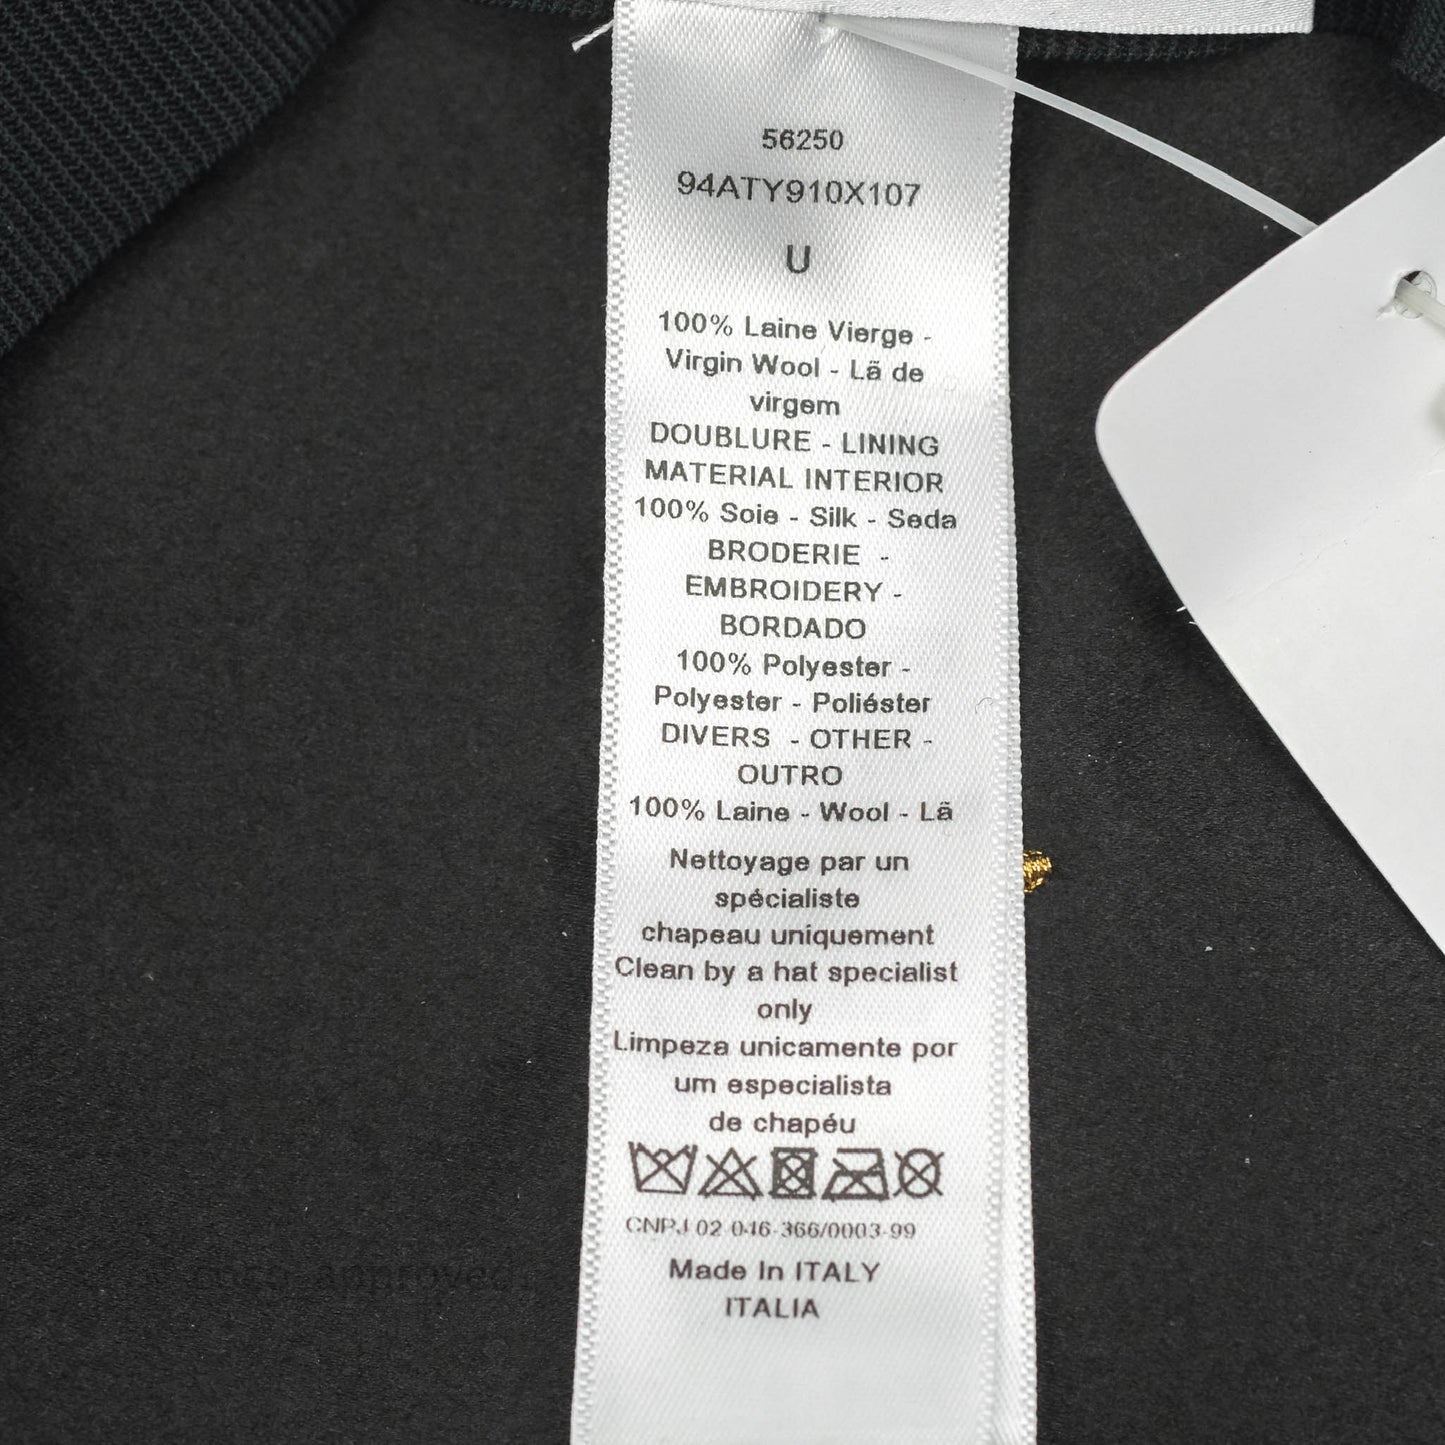 56250
94ATY910X107
U
100% Laine Vierge -
Virgin Wool - Lã de
virgem
DOUBLURE - LINING
MATERIAL INTERIOR
100% Soie - Silk - Seda
BRODERIE -
EMBROIDERY -
BORDADO
100% Polyester -
Polyester - Poliéster
DIVERS - OTHER -
OUTRO
100% Laine - Wool - Lã
Nettoyage par un
spécialiste
chapeau uniquement
Clean by a hat specialist
only
Limpeza unicamente por
um especialista
de chapéu
CNPJ 02-046-366/0003-99
Made In ITALY
ITALIA
approved.